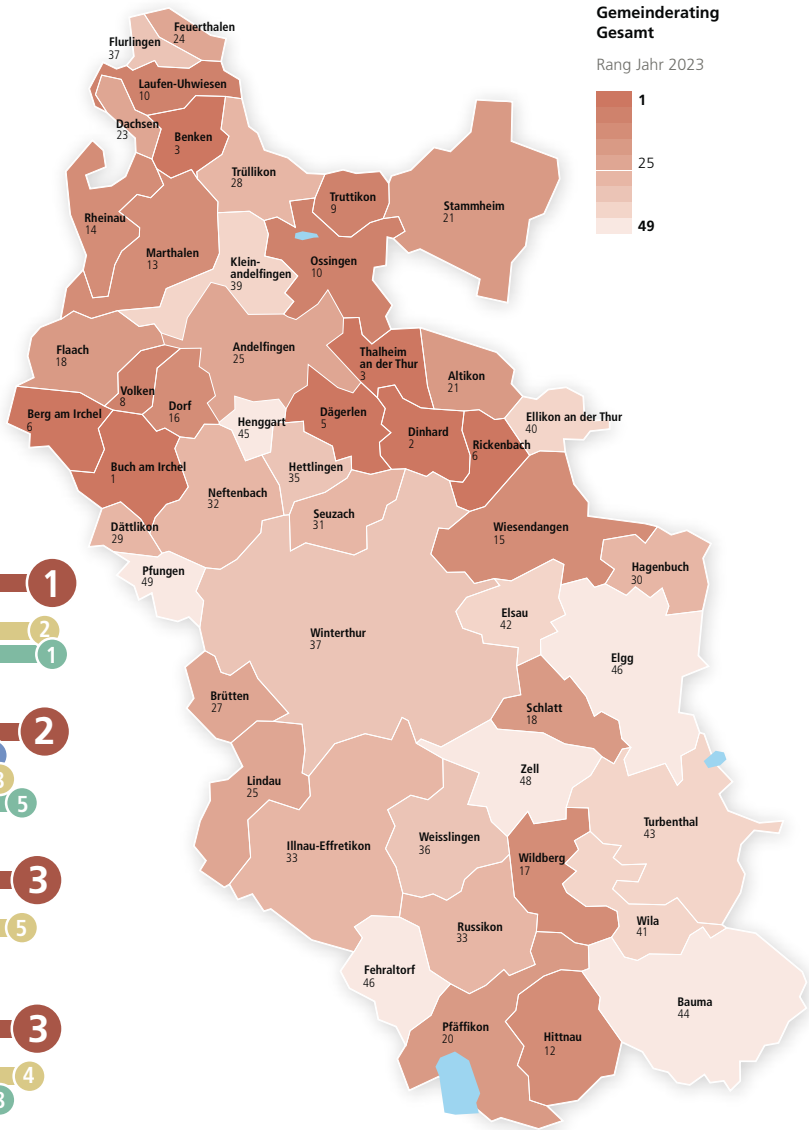 Gemeinderating
Gesamt
Rang Jahr 2023
1
25
49
Feuerthalen
24
Flurlingen
37
Laufen-Uhwiesen
10
Dachsen
23
Benken
3
Trüllikon
28
Truttikon
9
Stammheim
21
Rheinau
14
Marthalen
13
Klein-
andelfingen
39
Ossingen
10
Flaach
18
Andelfingen
25
Thalheim
an der Thur
3
Altikon
21
Volken
8
Dorf
16
Berg am Irchel
6
Henggart
45
Dägerlen
5
Dinhard
2
Rickenbach
6
Ellikon an der Thur
40
Buch am Irchel
1
Hettlingen
35
Neftenbach
32
Seuzach
31
Dättlikon
29
Wiesendangen
15
Pfungen
49
Hagenbuch
30
Winterthur
37
Elsau
42
Elgg
46
Brütten
27
Schlatt
18
Lindau
25
Zell
48
Turbenthal
43
Illnau-Effretikon
33
Weisslingen
36
Wildberg
17
Russikon
33
Wila
41
Fehraltorf
46
Bauma
44
Pfäffikon
20
Hittnau
12
1
2
1
2
3
5
3
5
3
4
3